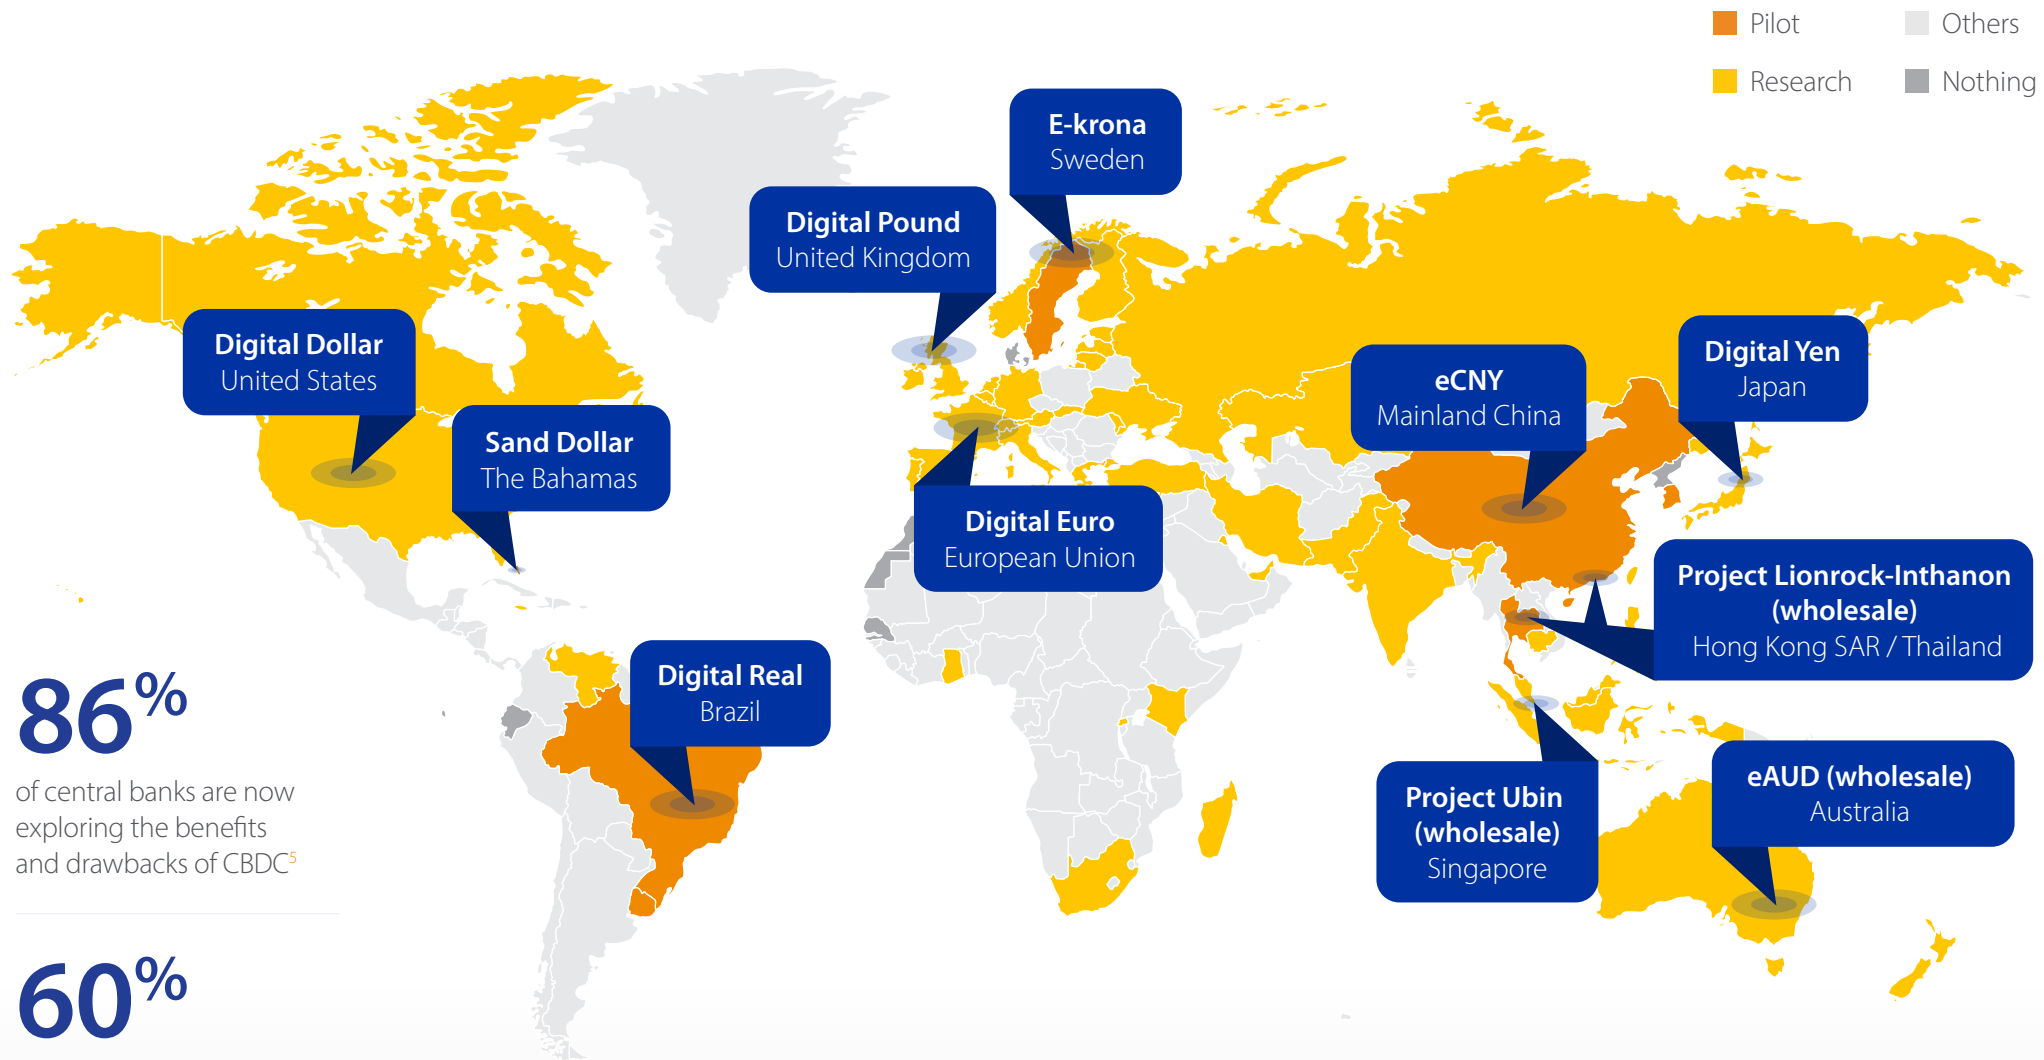 Pilot
Others
Research
Nothing
E-krona
Sweden
Digital Pound
United Kingdom
Digital Dollar
United States
Sand Dollar
The Bahamas
Digital Euro
European Union
eCNY
Mainland China
Digital Yen
Japan
Project Lionrock-Inthanon
(wholesale)
Hong Kong SAR / Thailand
Digital Real
Brazil
Project Ubin
(wholesale)
Singapore
eAUD (wholesale)
Australia
86%
of central banks are now
exploring the benefits
and drawbacks of CBDC5
60%